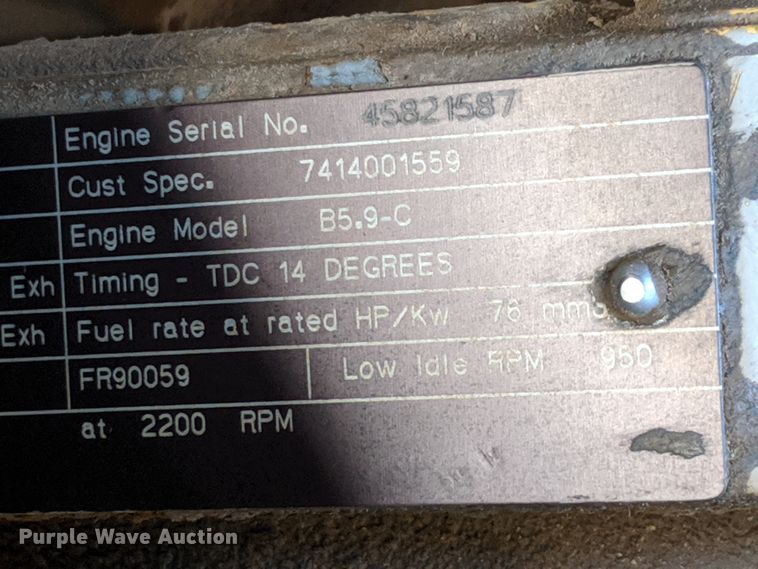 Engine Serial No. 45821587
Cust Spec. 7414001559
Engine Model B5.9-C
Exh Timing - TDC 14 DEGREES
Exh Fuel rate at rated HP/Kw 76 mm3
FR90059 Low Idle RPM 950
at 2200 RPM
Purple Wave Auction